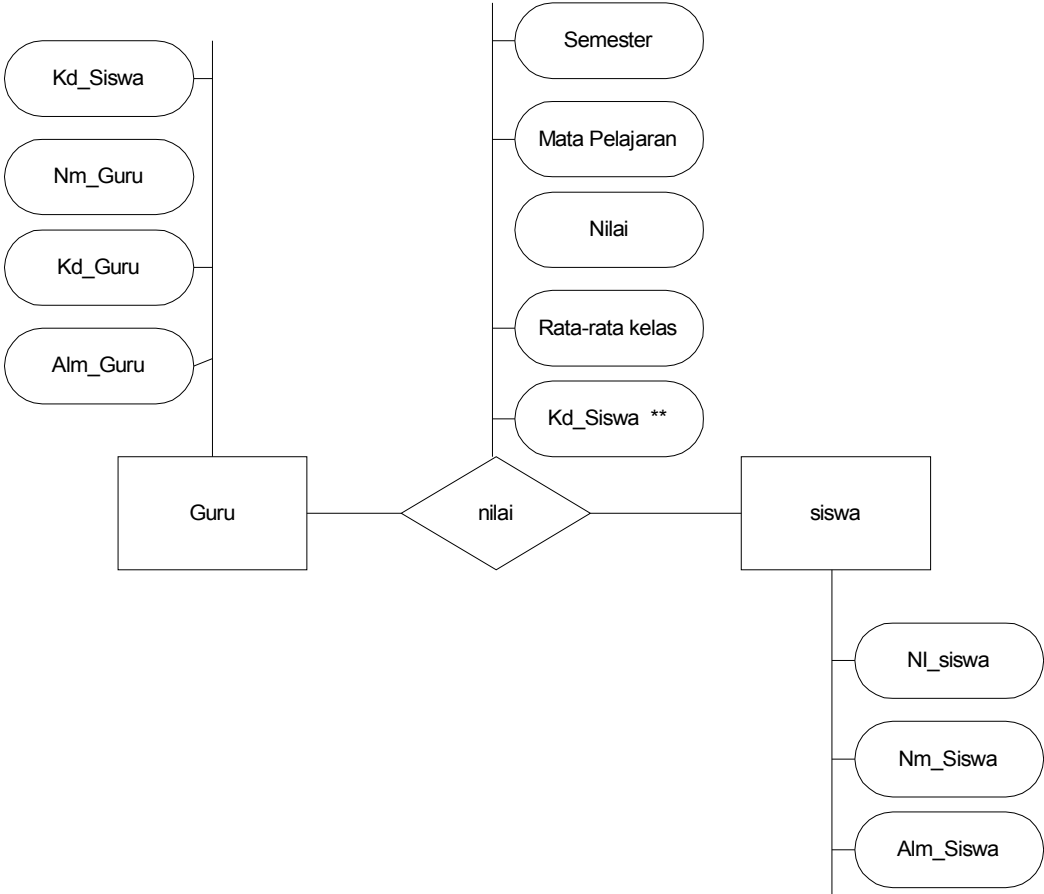 Kd_Siswa
Nm_Guru
Kd_Guru
Alm_Guru
Semester
Mata Pelajaran
Nilai
Rata-rata kelas
Kd_Siswa **
Guru
nilai
siswa
NI_siswa
Nm_Siswa
Alm_Siswa